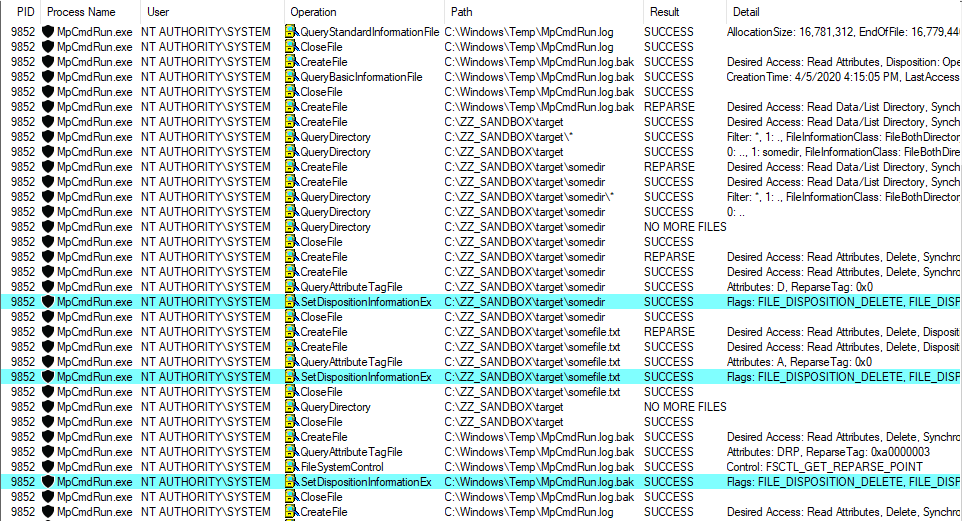 PID Process Name User Operation Path Result Detail
9852 MpCmdRun.exe NT AUTHORITY\SYSTEM QueryStandardInformationFile C:\Windows\Temp\MpCmdRun.log SUCCESS AllocationSize: 16,781,312, EndOfFile: 16,779,44
9852 MpCmdRun.exe NT AUTHORITY\SYSTEM CloseFile C:\Windows\Temp\MpCmdRun.log SUCCESS
9852 MpCmdRun.exe NT AUTHORITY\SYSTEM CreateFile C:\Windows\Temp\MpCmdRun.log.bak SUCCESS Desired Access: Read Attributes, Disposition: Ope
9852 MpCmdRun.exe NT AUTHORITY\SYSTEM QueryBasicInformationFile C:\Windows\Temp\MpCmdRun.log.bak SUCCESS CreationTime: 4/5/2020 4:15:05 PM, LastAccess
9852 MpCmdRun.exe NT AUTHORITY\SYSTEM CloseFile C:\Windows\Temp\MpCmdRun.log.bak SUCCESS
9852 MpCmdRun.exe NT AUTHORITY\SYSTEM CreateFile C:\Windows\Temp\MpCmdRun.log.bak REPARSE Desired Access: Read Data/List Directory, Synch
9852 MpCmdRun.exe NT AUTHORITY\SYSTEM CreateFile C:\ZZ_SANDBOX\target SUCCESS Desired Access: Read Data/List Directory, Synch
9852 MpCmdRun.exe NT AUTHORITY\SYSTEM QueryDirectory C:\ZZ_SANDBOX\target\* SUCCESS Filter: *, 1: ., FileInformationClass: FileBothDirector
9852 MpCmdRun.exe NT AUTHORITY\SYSTEM QueryDirectory C:\ZZ_SANDBOX\target SUCCESS 0: .., 1: somedir, FileInformationClass: FileBothDire
9852 MpCmdRun.exe NT AUTHORITY\SYSTEM CreateFile C:\ZZ_SANDBOX\target\somedir REPARSE Desired Access: Read Data/List Directory, Synch
9852 MpCmdRun.exe NT AUTHORITY\SYSTEM CreateFile C:\ZZ_SANDBOX\target\somedir SUCCESS Desired Access: Read Data/List Directory, Synch
9852 MpCmdRun.exe NT AUTHORITY\SYSTEM QueryDirectory C:\ZZ_SANDBOX\target\somedir\* SUCCESS Filter: *, 1: ., FileInformationClass: FileBothDirector
9852 MpCmdRun.exe NT AUTHORITY\SYSTEM QueryDirectory C:\ZZ_SANDBOX\target\somedir SUCCESS 0: ..
9852 MpCmdRun.exe NT AUTHORITY\SYSTEM QueryDirectory C:\ZZ_SANDBOX\target\somedir NO MORE FILES
9852 MpCmdRun.exe NT AUTHORITY\SYSTEM CloseFile C:\ZZ_SANDBOX\target\somedir SUCCESS
9852 MpCmdRun.exe NT AUTHORITY\SYSTEM CreateFile C:\ZZ_SANDBOX\target\somedir REPARSE Desired Access: Read Attributes, Delete, Synchro
9852 MpCmdRun.exe NT AUTHORITY\SYSTEM CreateFile C:\ZZ_SANDBOX\target\somedir SUCCESS Desired Access: Read Attributes, Delete, Synchro
9852 MpCmdRun.exe NT AUTHORITY\SYSTEM QueryAttributeTagFile C:\ZZ_SANDBOX\target\somedir SUCCESS Attributes: D, ReparseTag: 0x0
9852 MpCmdRun.exe NT AUTHORITY\SYSTEM SetDispositionInformationEx C:\ZZ_SANDBOX\target\somedir SUCCESS Flags: FILE_DISPOSITION_DELETE, FILE_DISP
9852 MpCmdRun.exe NT AUTHORITY\SYSTEM CloseFile C:\ZZ_SANDBOX\target\somedir SUCCESS
9852 MpCmdRun.exe NT AUTHORITY\SYSTEM CreateFile C:\ZZ_SANDBOX\target\somefile.txt REPARSE Desired Access: Read Attributes, Delete, Disposit
9852 MpCmdRun.exe NT AUTHORITY\SYSTEM CreateFile C:\ZZ_SANDBOX\target\somefile.txt SUCCESS Desired Access: Read Attributes, Delete, Disposit
9852 MpCmdRun.exe NT AUTHORITY\SYSTEM QueryAttributeTagFile C:\ZZ_SANDBOX\target\somefile.txt SUCCESS Attributes: A, ReparseTag: 0x0
9852 MpCmdRun.exe NT AUTHORITY\SYSTEM SetDispositionInformationEx C:\ZZ_SANDBOX\target\somefile.txt SUCCESS Flags: FILE_DISPOSITION_DELETE, FILE_DISP
9852 MpCmdRun.exe NT AUTHORITY\SYSTEM CloseFile C:\ZZ_SANDBOX\target\somefile.txt SUCCESS
9852 MpCmdRun.exe NT AUTHORITY\SYSTEM QueryDirectory C:\ZZ_SANDBOX\target NO MORE FILES
9852 MpCmdRun.exe NT AUTHORITY\SYSTEM CloseFile C:\ZZ_SANDBOX\target SUCCESS
9852 MpCmdRun.exe NT AUTHORITY\SYSTEM CreateFile C:\Windows\Temp\MpCmdRun.log.bak SUCCESS Desired Access: Read Attributes, Delete, Synchro
9852 MpCmdRun.exe NT AUTHORITY\SYSTEM QueryAttributeTagFile C:\Windows\Temp\MpCmdRun.log.bak SUCCESS Attributes: DRP, ReparseTag: 0xa0000003
9852 MpCmdRun.exe NT AUTHORITY\SYSTEM FileSystemControl C:\Windows\Temp\MpCmdRun.log.bak SUCCESS Control: FSCTL_GET_REPARSE_POINT
9852 MpCmdRun.exe NT AUTHORITY\SYSTEM SetDispositionInformationEx C:\Windows\Temp\MpCmdRun.log.bak SUCCESS Flags: FILE_DISPOSITION_DELETE, FILE_DISP
9852 MpCmdRun.exe NT AUTHORITY\SYSTEM CloseFile C:\Windows\Temp\MpCmdRun.log.bak SUCCESS
9852 MpCmdRun.exe NT AUTHORITY\SYSTEM CreateFile C:\Windows\Temp\MpCmdRun.log SUCCESS Desired Access: Read Attributes, Delete, Synchro